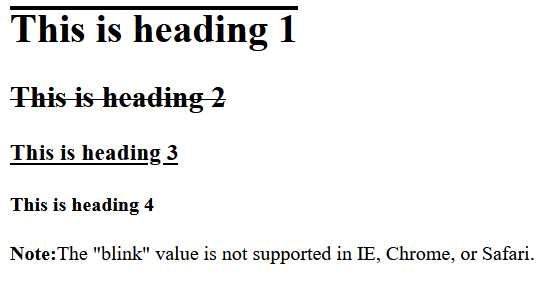 This is heading 1
This is heading 2
This is heading 3
This is heading 4
Note:The "blink" value is not supported in IE, Chrome, or Safari.